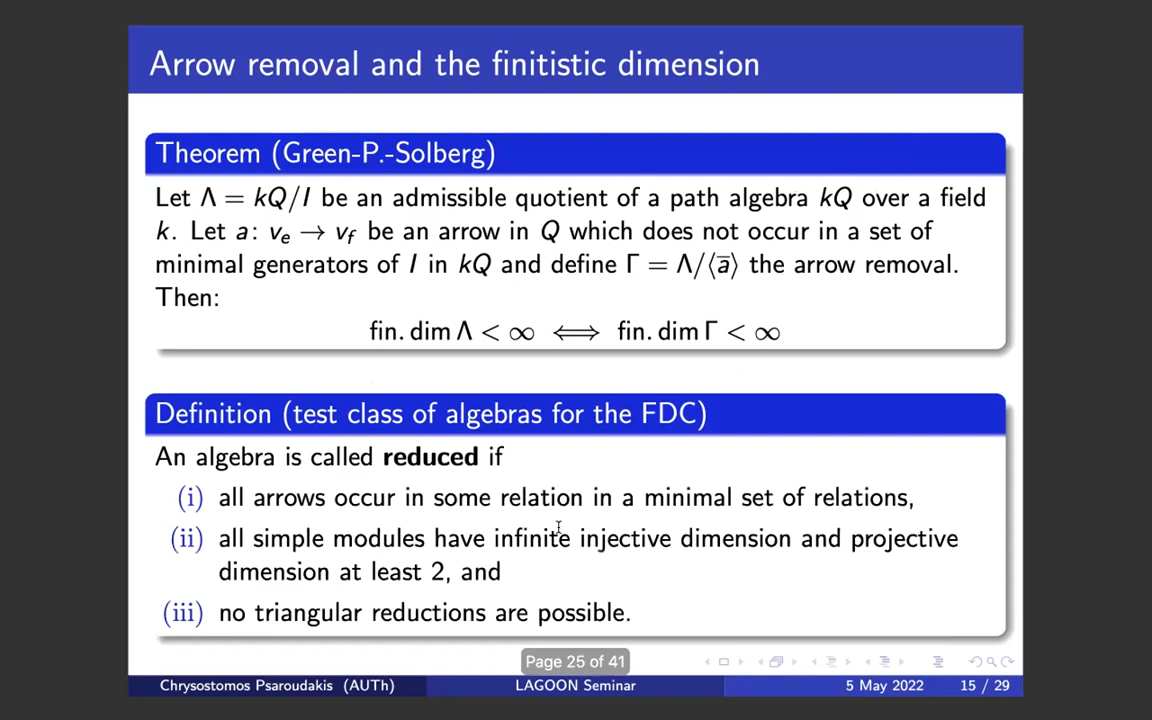 Arrow removal and the finitistic dimension
Theorem (Green-P.-Solberg)
Let Λ = kQ/I be an admissible quotient of a path algebra kQ over a field
k. Let a: vₑ → v_f be an arrow in Q which does not occur in a set of
minimal generators of I in kQ and define Γ = Λ/⟨a̅⟩ the arrow removal.
Then:
fin. dim Λ < ∞ ⟺ fin. dim Γ < ∞
Definition (test class of algebras for the FDC)
An algebra is called reduced if
(i) all arrows occur in some relation in a minimal set of relations,
(ii) all simple modules have infinite injective dimension and projective
dimension at least 2, and
(iii) no triangular reductions are possible.
Page 25 of 41
Chrysostomos Psaroudakis (AUTh) LAGOON Seminar 5 May 2022 15 / 29